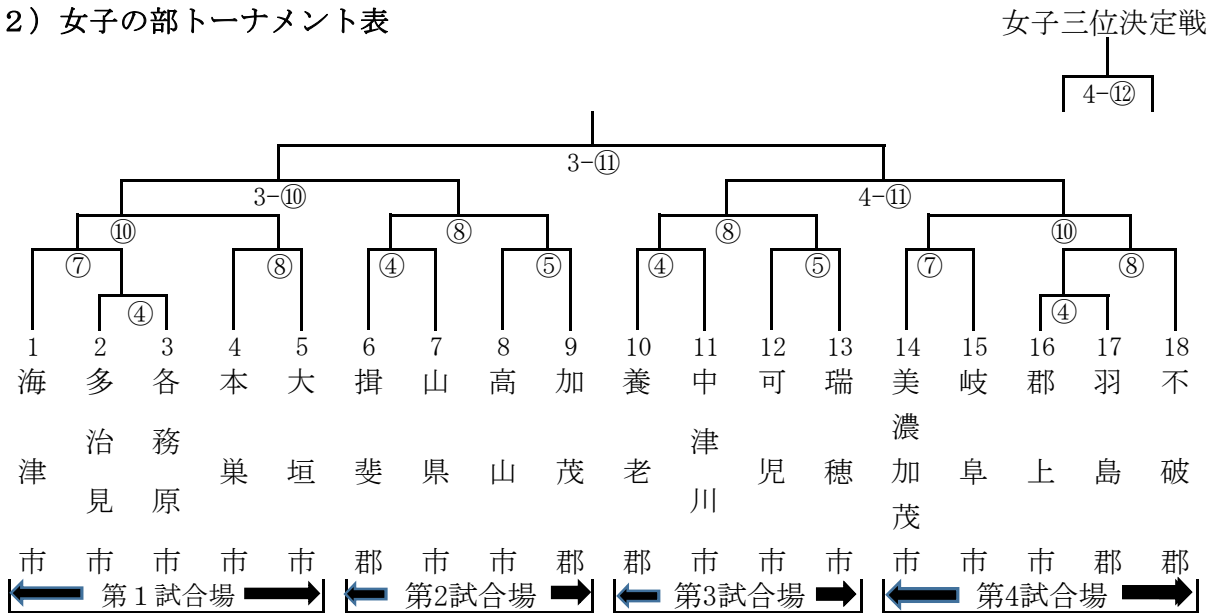 2）女子の部トーナメント表
女子三位決定戦
4-⑫
3-⑪
3-⑩ 4-⑪
⑩ ⑧ ⑧ ⑩
⑦ ⑧ ④ ⑤ ④ ⑤ ⑦ ⑧
④ ④
1 2 3 4 5 6 7 8 9 10 11 12 13 14 15 16 17 18
海津市
多治見市
各務原市
本巣市
大垣市
揖斐郡
山県市
高山市
加茂郡
養老郡
中津川市
可児市
瑞穂市
美濃加茂市
岐阜市
郡上市
羽島郡
不破郡
第１試合場 第2試合場 第3試合場 第4試合場